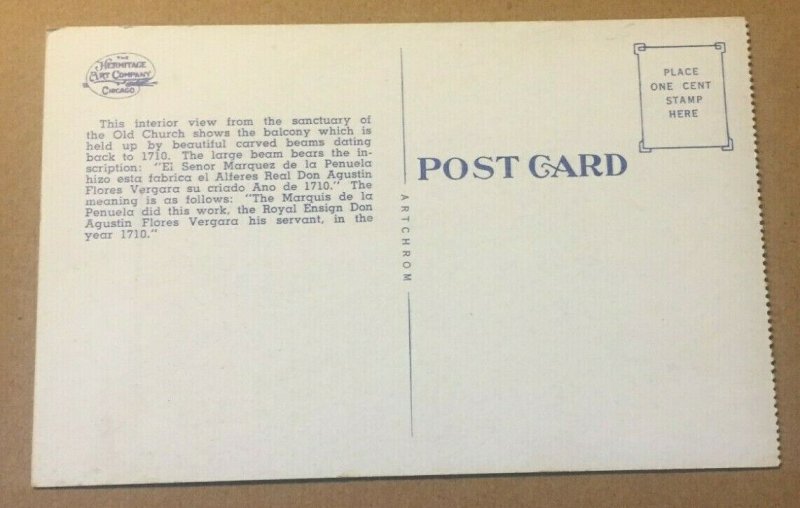 THE
HERMITAGE
ART COMPANY
CHICAGO
This interior view from the sanctuary of
the Old Church shows the balcony which is
held up by beautiful carved beams dating
back to 1710. The large beam bears the in-
scription: "El Senor Marquez de la Penuela
hizo esta fabrica el Alferes Real Don Agustin
Flores Vergara su criado Ano de 1710." The
meaning is as follows: "The Marquis de la
Penuela did this work, the Royal Ensign Don
Agustin Flores Vergara his servant, in the
year 1710."
ARTCHROM
POST CARD
PLACE
ONE CENT
STAMP
HERE